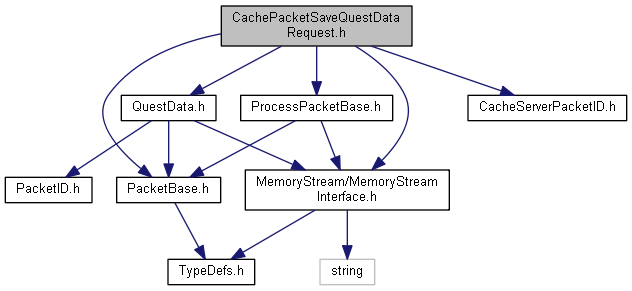 CachePacketSaveQuestData
Request.h
QuestData.h
ProcessPacketBase.h
CacheServerPacketID.h
PacketID.h
PacketBase.h
MemoryStream/MemoryStream
Interface.h
TypeDefs.h
string